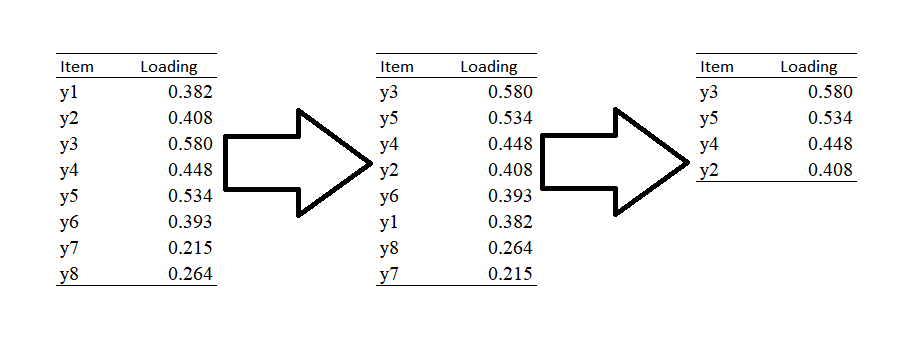 Item Loading
y1 0.382
y2 0.408
y3 0.580
y4 0.448
y5 0.534
y6 0.393
y7 0.215
y8 0.264
Item Loading
y3 0.580
y5 0.534
y4 0.448
y2 0.408
y6 0.393
y1 0.382
y8 0.264
y7 0.215
Item Loading
y3 0.580
y5 0.534
y4 0.448
y2 0.408